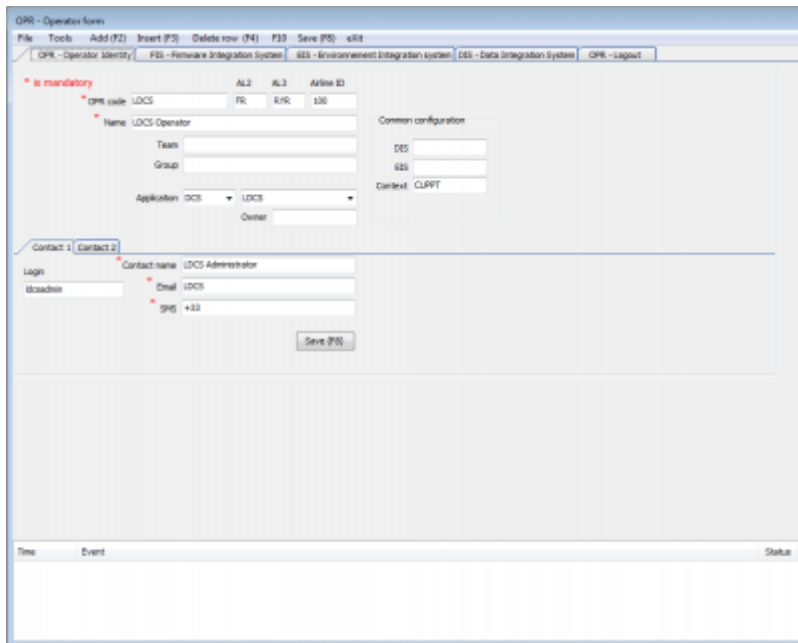 OPR - Operator form
File Tools Add (F2) Insert (F3) Delete row (F4) F10 Save (F8) eXit
OPR - Operator Identity FIS - Firmware Integration System EIS - Environnement Integration system DIS - Data Integration System OPR - Logout
* is mandatory AL2 AL3 Airline ID
* OPR code LDCS FR RYR 100
* Name LDCS Operator Common configuration
Team DIS
Group EIS
Context CUPPT
Application DCS LDCS
Owner
Contact 1 Contact 2
* Contact name LDCS Administrator
Login
* Email LDCS
ldcsadmin
* SMS +33
Save (F8)
Time Event Status